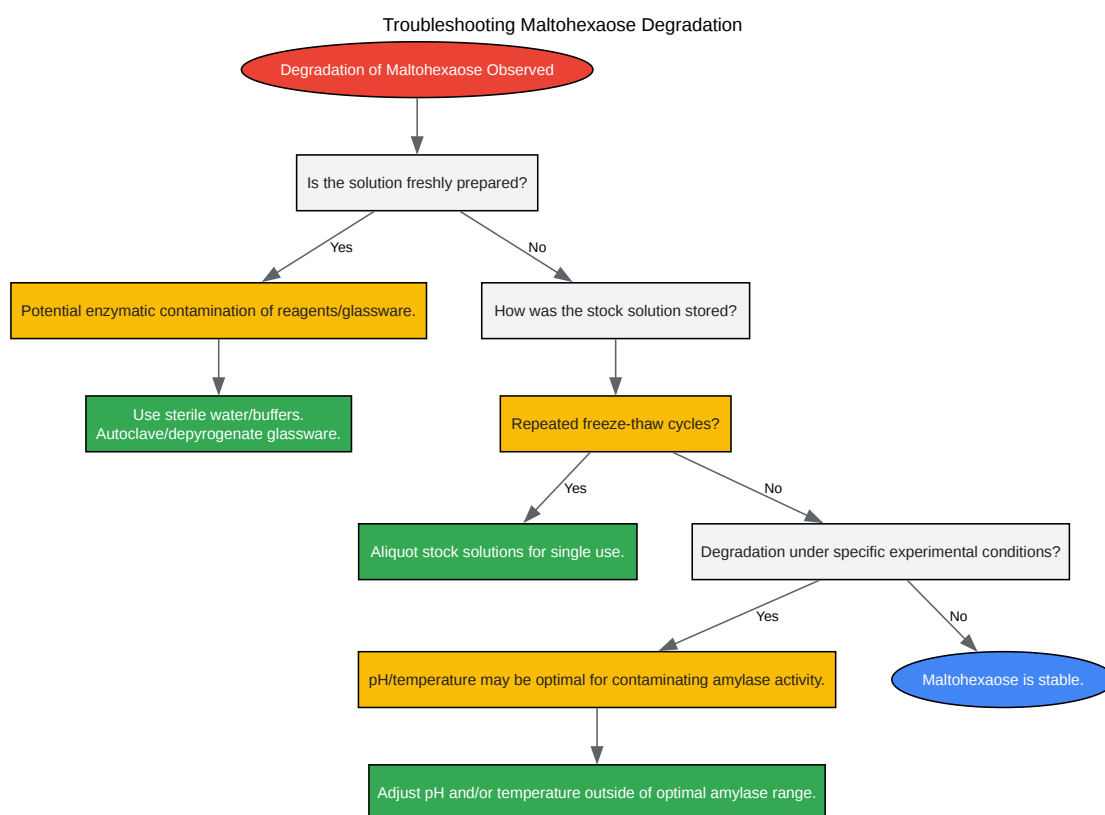 Troubleshooting Maltohexaose Degradation
Degradation of Maltohexaose Observed
Is the solution freshly prepared?
Yes
No
Potential enzymatic contamination of reagents/glassware.
How was the stock solution stored?
Use sterile water/buffers.
Autoclave/depyrogenate glassware.
Repeated freeze-thaw cycles?
Yes
No
Aliquot stock solutions for single use.
Degradation under specific experimental conditions?
Yes
No
pH/temperature may be optimal for contaminating amylase activity.
Maltohexaose is stable.
Adjust pH and/or temperature outside of optimal amylase range.